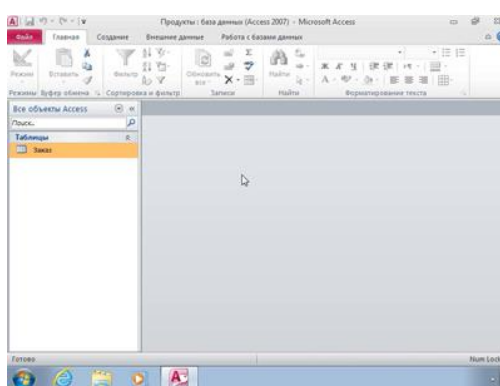 Продукты : база данных (Access 2007) - Microsoft Access
Файл Главная Создание Внешние данные Работа с базами данных
Режим Вставить Фильтр Обновить все Найти
Режимы Буфер обмена Сортировка и фильтр Записи Найти Форматирование текста
Все объекты Access
Поиск...
Таблицы
Заказ
Готово Num Lock